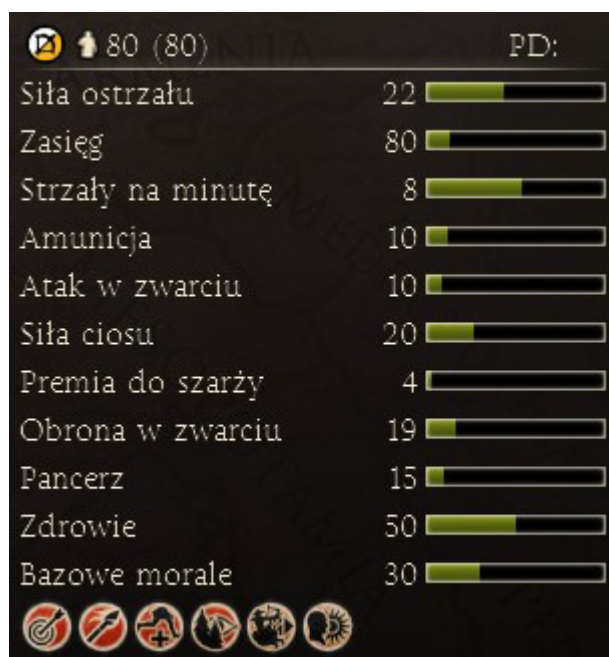 80 (80) PD:
Siła ostrzału 22
Zasięg 80
Strzały na minutę 8
Amunicja 10
Atak w zwarciu 10
Siła ciosu 20
Premia do szarży 4
Obrona w zwarciu 19
Pancerz 15
Zdrowie 50
Bazowe morale 30